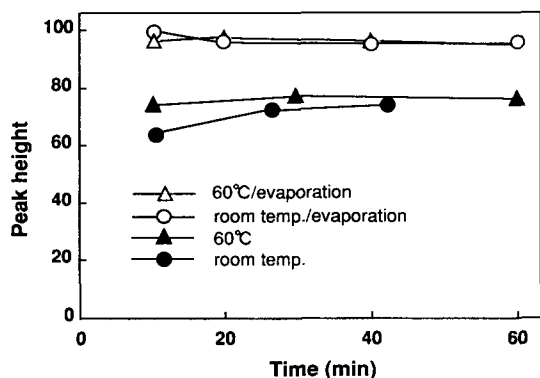 Peak height
100
80
60
40
20
0
60°C/evaporation
room temp./evaporation
60°C
room temp.
0 20 40 60
Time (min)